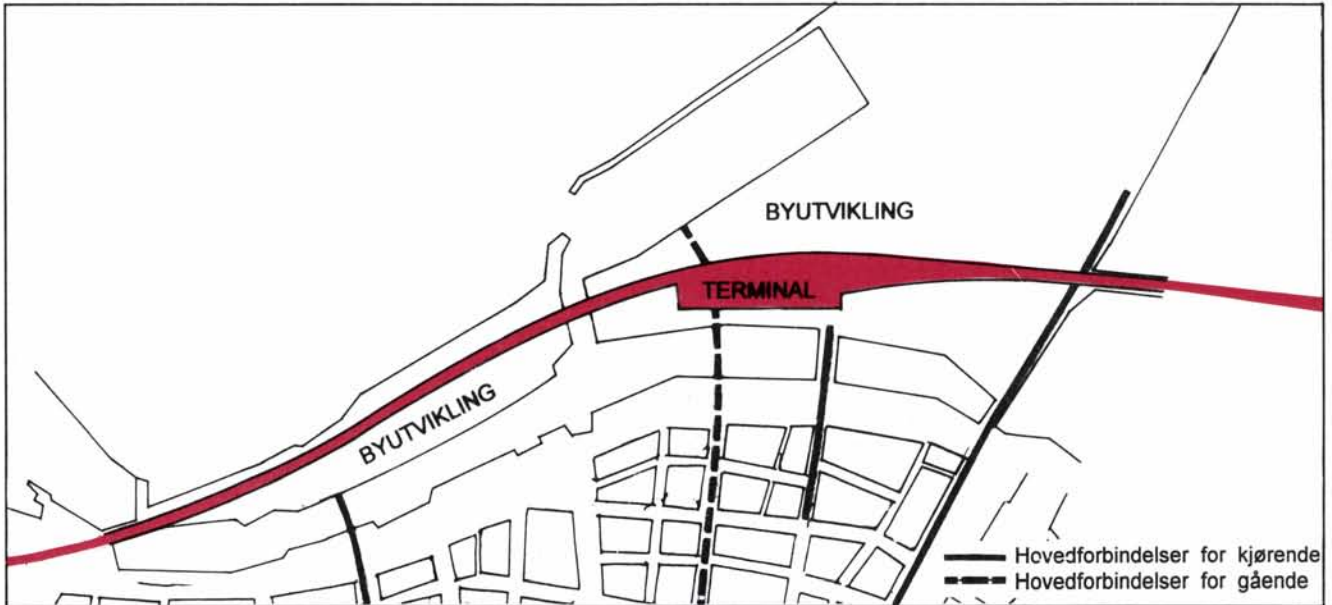 BYUTVIKLING
TERMINAL
BYUTVIKLING
Hovedforbindelser for kjørende
Hovedforbindelser for gående